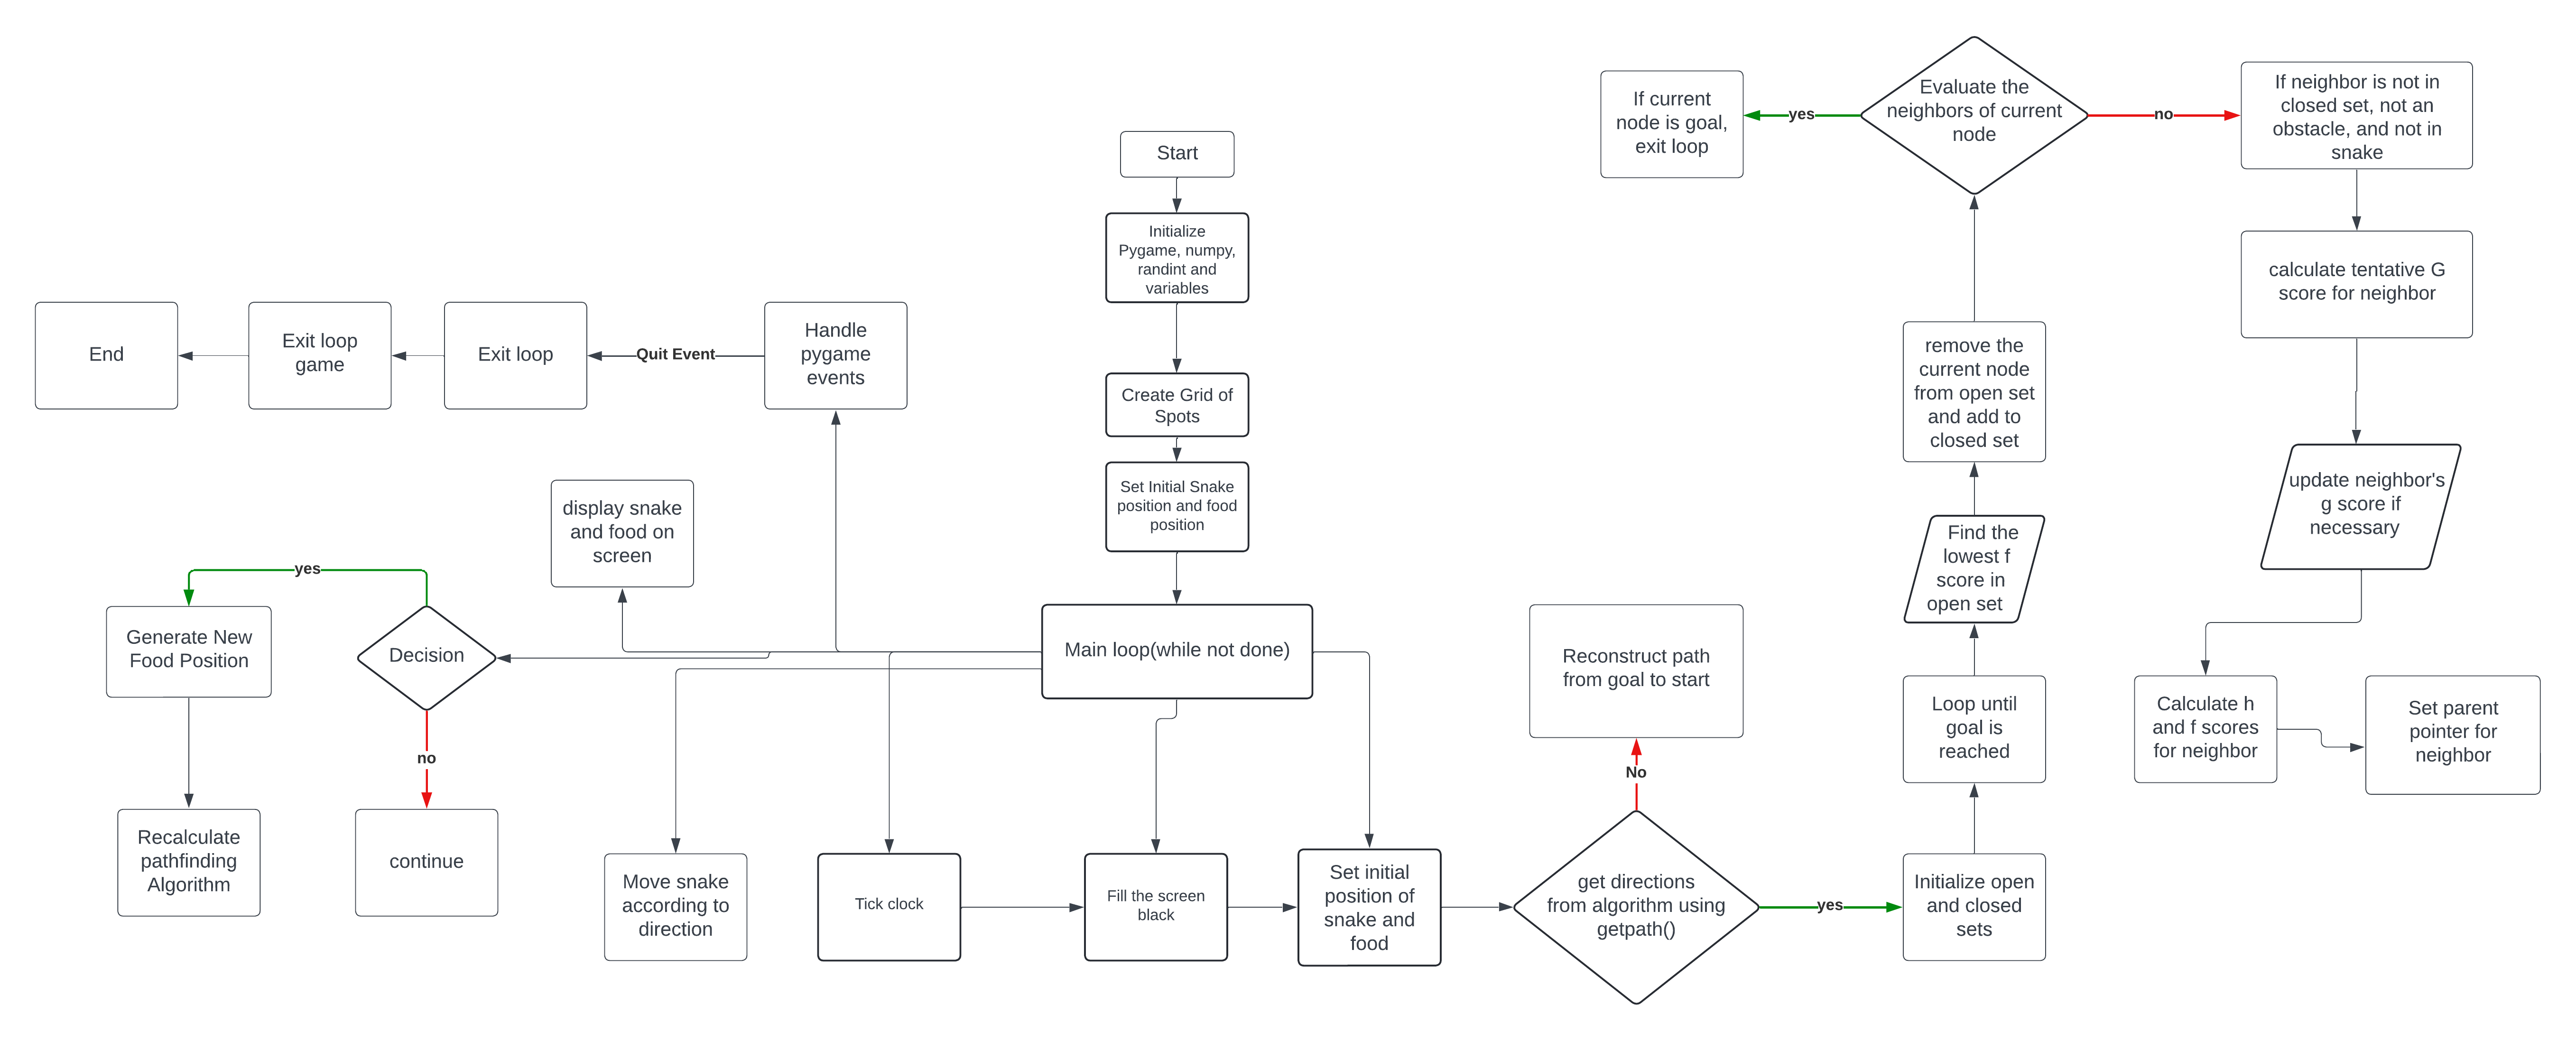 Start
Initialize
Pygame, numpy,
randint and
variables
Create Grid of
Spots
Set Initial Snake
position and food
position
Main loop(while not done)
Handle
pygame
events
Quit Event
Exit loop
Exit loop
game
End
display snake
and food on
screen
Decision
yes
Generate New
Food Position
Recalculate
pathfinding
Algorithm
no
continue
Move snake
according to
direction
Tick clock
Fill the screen
black
Set initial
position of
snake and
food
get directions
from algorithm using
getpath()
No
Reconstruct path
from goal to start
yes
Initialize open
and closed
sets
Loop until
goal is
reached
Find the
lowest f
score in
open set
remove the
current node
from open set
and add to
closed set
Evaluate the
neighbors of current
node
yes
If current
node is goal,
exit loop
no
If neighbor is not in
closed set, not an
obstacle, and not in
snake
calculate tentative G
score for neighbor
update neighbor's
g score if
necessary
Calculate h
and f scores
for neighbor
Set parent
pointer for
neighbor